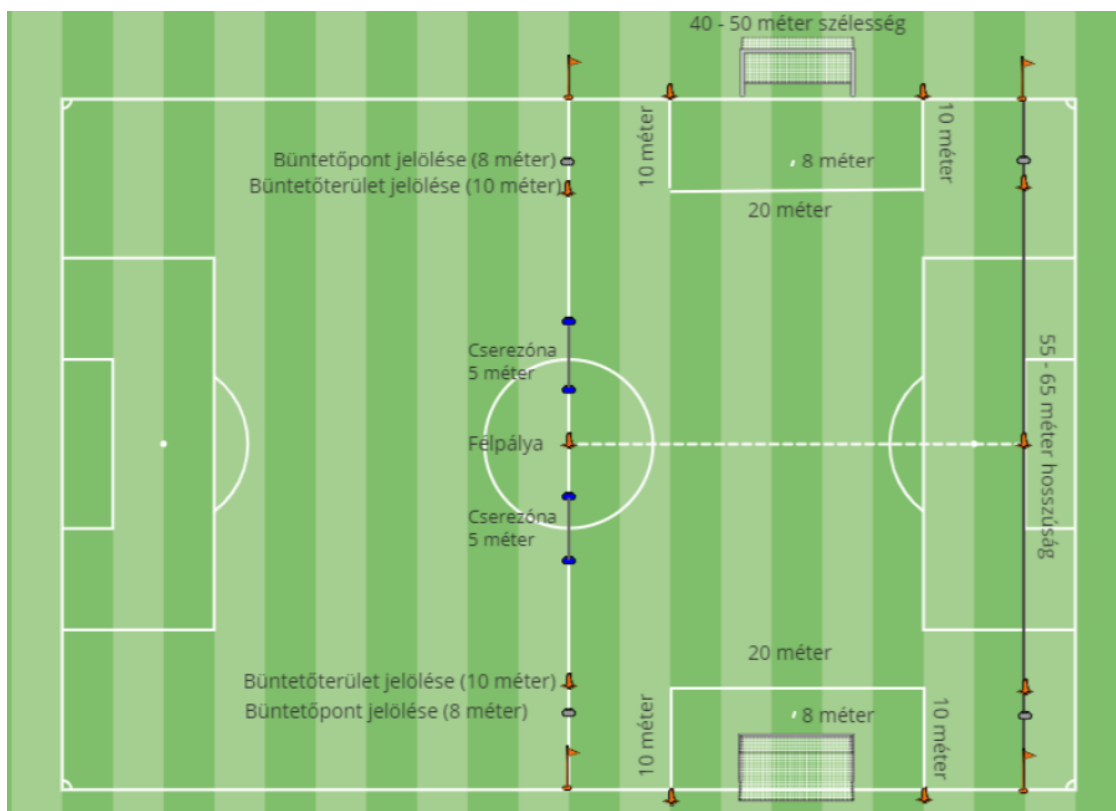 40 - 50 méter szélesség
10 méter
10 méter
Büntetőpont jelölése (8 méter)
8 méter
Büntetőterület jelölése (10 méter)
20 méter
Cserezóna
5 méter
55 - 65 méter hosszúság
Félpálya
Cserezóna
5 méter
20 méter
Büntetőterület jelölése (10 méter)
Büntetőpont jelölése (8 méter)
10 méter
8 méter
10 méter